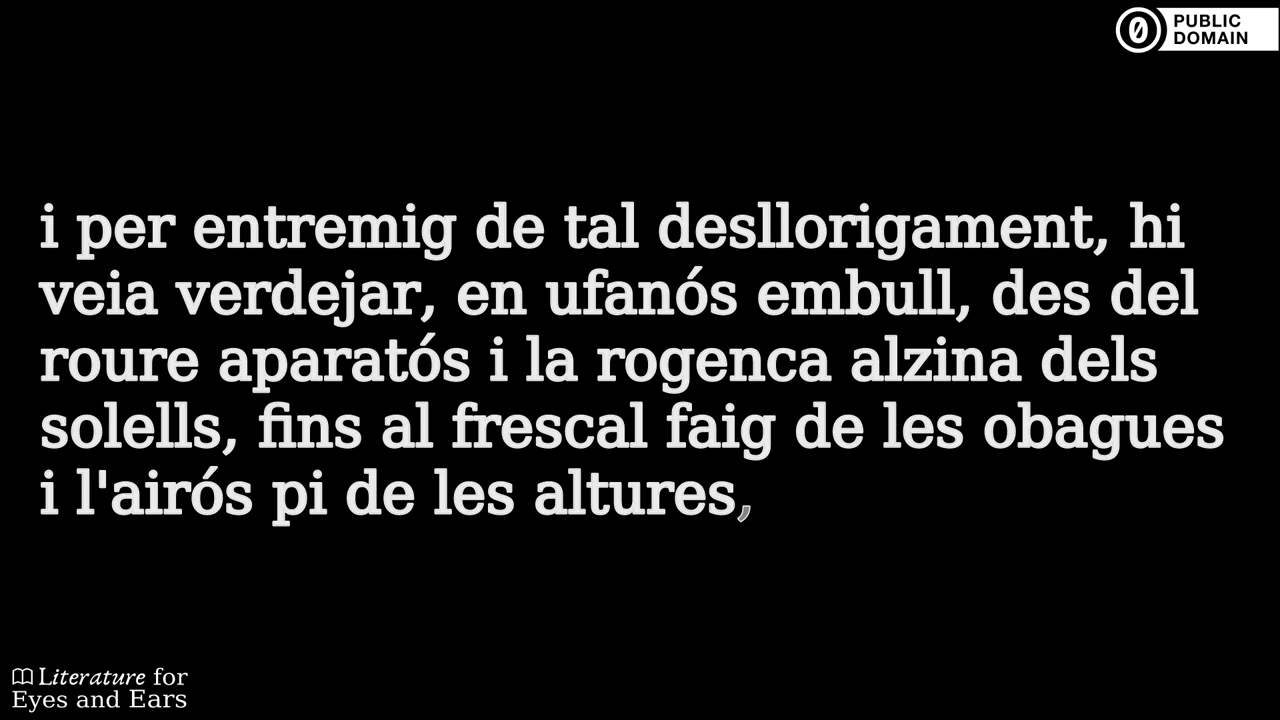 PUBLIC
DOMAIN
i per entremig de tal desllorigament, hi
veia verdejar, en ufanós embull, des del
roure aparatós i la rogenca alzina dels
solells, fins al frescal faig de les obagues
i l'airós pi de les altures,
Literature for
Eyes and Ears